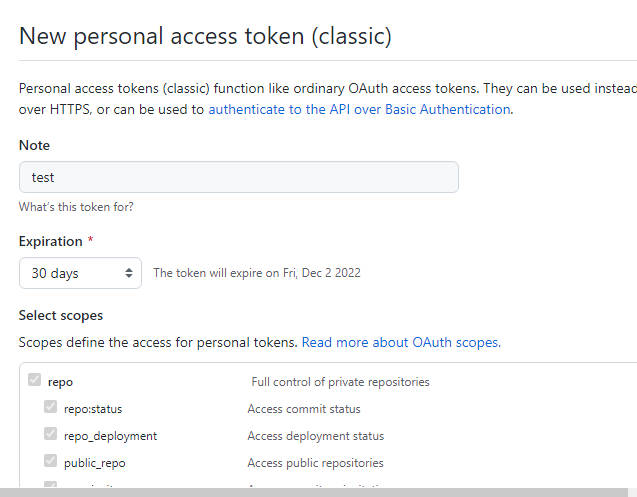 New personal access token (classic)
Personal access tokens (classic) function like ordinary OAuth access tokens. They can be used instead
over HTTPS, or can be used to authenticate to the API over Basic Authentication.
Note
test
What's this token for?
Expiration *
30 days The token will expire on Fri, Dec 2 2022
Select scopes
Scopes define the access for personal tokens. Read more about OAuth scopes.
repo Full control of private repositories
repo:status Access commit status
repo_deployment Access deployment status
public_repo Access public repositories